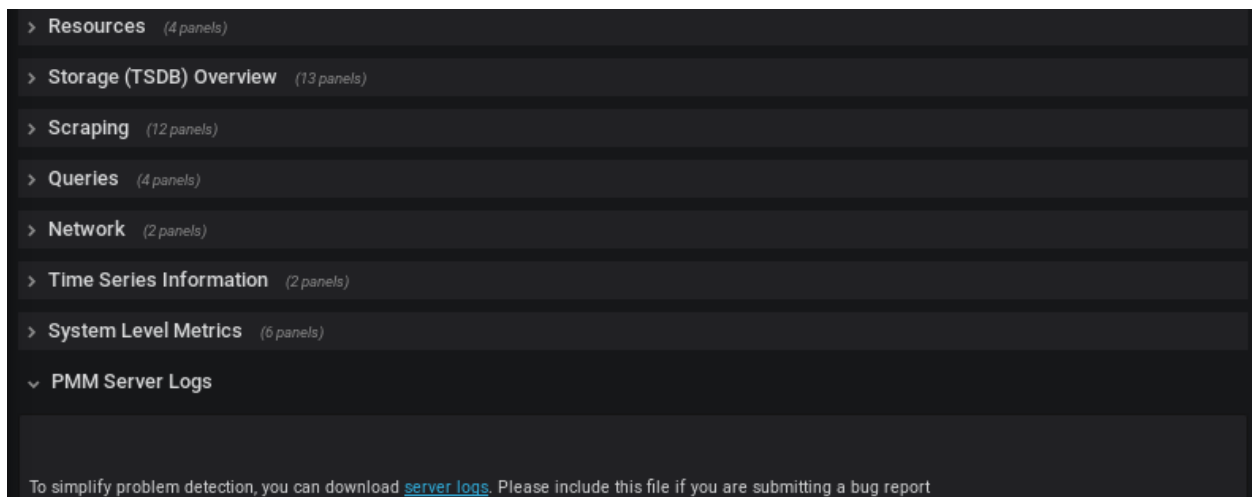 Resources (4 panels)
Storage (TSDB) Overview (13 panels)
Scraping (12 panels)
Queries (4 panels)
Network (2 panels)
Time Series Information (2 panels)
System Level Metrics (6 panels)
PMM Server Logs
To simplify problem detection, you can download server logs. Please include this file if you are submitting a bug report